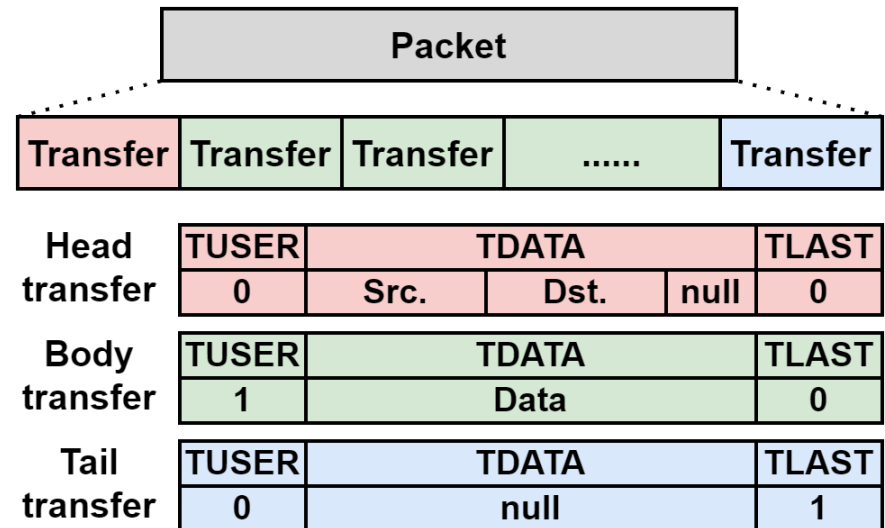 Packet
Transfer Transfer Transfer ...... Transfer
Head transfer
TUSER TDATA TLAST
0 Src. Dst. null 0
Body transfer
TUSER TDATA TLAST
1 Data 0
Tail transfer
TUSER TDATA TLAST
0 null 1